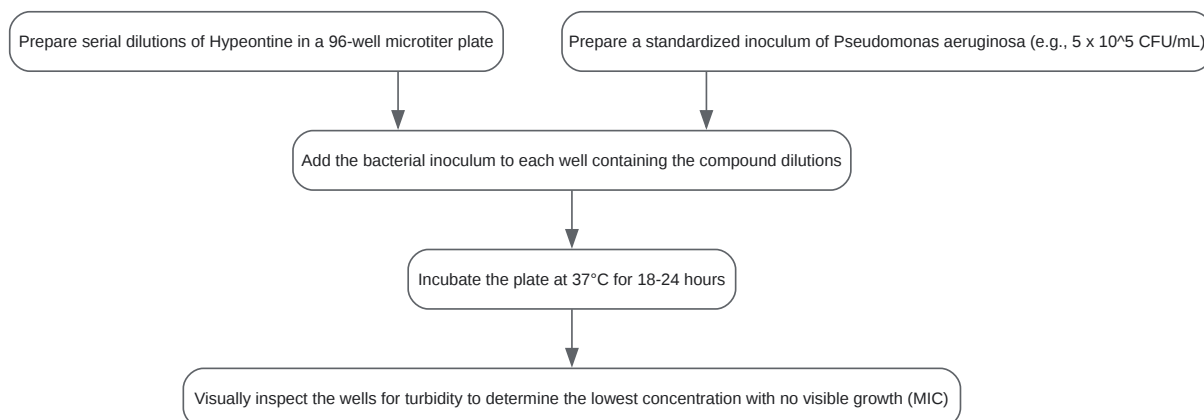 Prepare serial dilutions of Hypeontine in a 96-well microtiter plate
Prepare a standardized inoculum of Pseudomonas aeruginosa (e.g., 5 x 10^5 CFU/mL)
Add the bacterial inoculum to each well containing the compound dilutions
Incubate the plate at 37°C for 18-24 hours
Visually inspect the wells for turbidity to determine the lowest concentration with no visible growth (MIC)